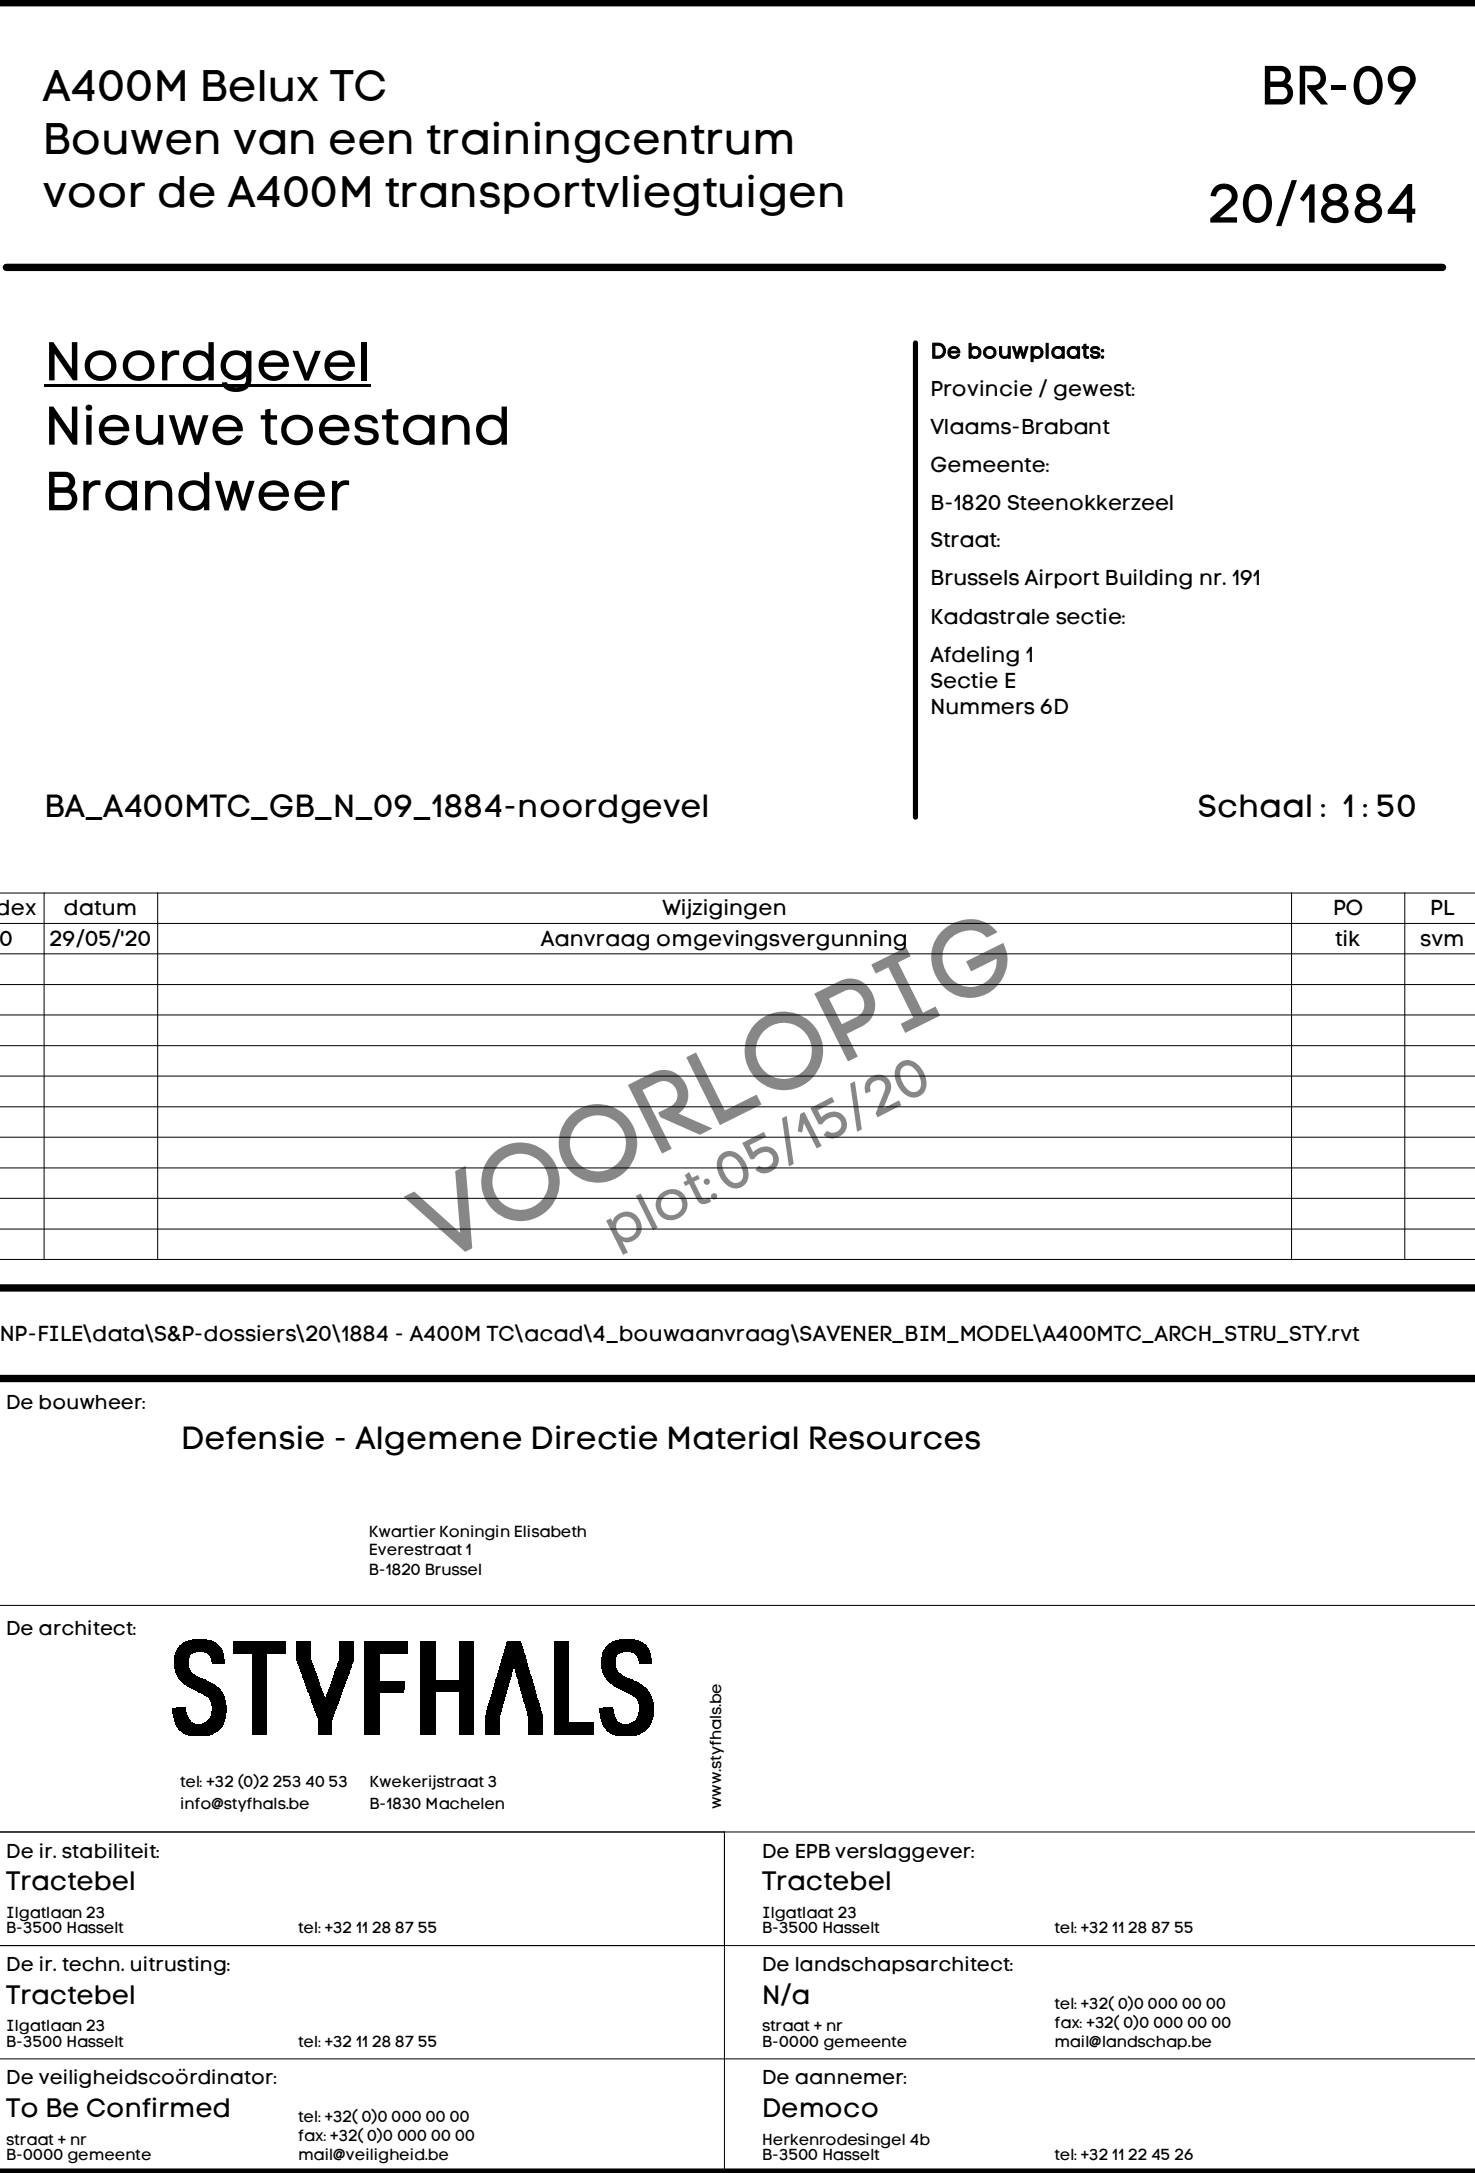 A400M Belux TC
Bouwen van een trainingcentrum
voor de A400M transportvliegtuigen
BR-09
20/1884
Noordgevel
Nieuwe toestand
Brandweer
De bouwplaats:
Provincie / gewest:
Vlaams-Brabant
Gemeente:
B-1820 Steenokkerzeel
Straat:
Brussels Airport Building nr. 191
Kadastrale sectie:
Afdeling 1
Sectie E
Nummers 6D
BA_A400MTC_GB_N_09_1884-noordgevel
Schaal : 1 : 50
dex datum Wijzigingen PO PL
0 29/05/'20 Aanvraag omgevingsvergunning tik svm
VOORLOPIG
plot: 05/15/20
NP-FILE\data\S&P-dossiers\20\1884 - A400M TC\acad\4_bouwaanvraag\SAVENER_BIM_MODEL\A400MTC_ARCH_STRU_STY.rvt
De bouwheer:
Defensie - Algemene Directie Material Resources
Kwartier Koningin Elisabeth
Everestraat 1
B-1820 Brussel
De architect:
STYFHALS
www.styfhals.be
tel: +32 (0)2 253 40 53 Kwekerijstraat 3
info@styfhals.be B-1830 Machelen
De ir. stabiliteit:
Tractebel
Ilgatlaan 23
B-3500 Hasselt tel: +32 11 28 87 55
De EPB verslaggever:
Tractebel
Ilgatlaat 23
B-3500 Hasselt tel: +32 11 28 87 55
De ir. techn. uitrusting:
Tractebel
Ilgatlaan 23
B-3500 Hasselt tel: +32 11 28 87 55
De landschapsarchitect:
N/a
straat + nr
B-0000 gemeente
tel: +32( 0)0 000 00 00
fax: +32( 0)0 000 00 00
mail@landschap.be
De veiligheidscoördinator:
To Be Confirmed
straat + nr
B-0000 gemeente
tel: +32( 0)0 000 00 00
fax: +32( 0)0 000 00 00
mail@veiligheid.be
De aannemer:
Democo
Herkenrodesingel 4b
B-3500 Hasselt tel: +32 11 22 45 26